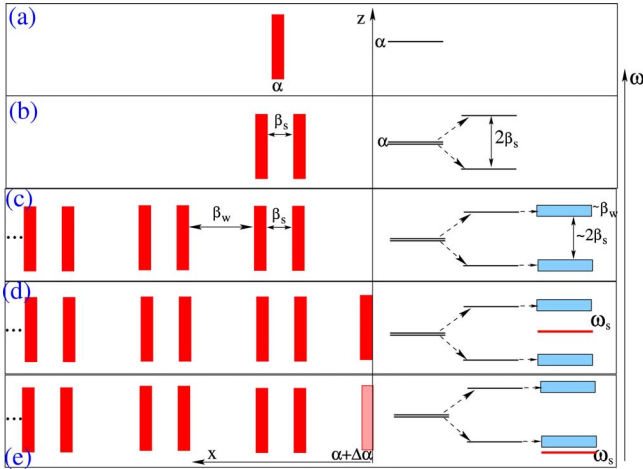 (a)
z
α
α
ω
(b)
βs
α
2βs
(c)
βw
βs
~βw
~2βs
...
(d)
...
ωs
...
(e)
x
α+Δα
ωs